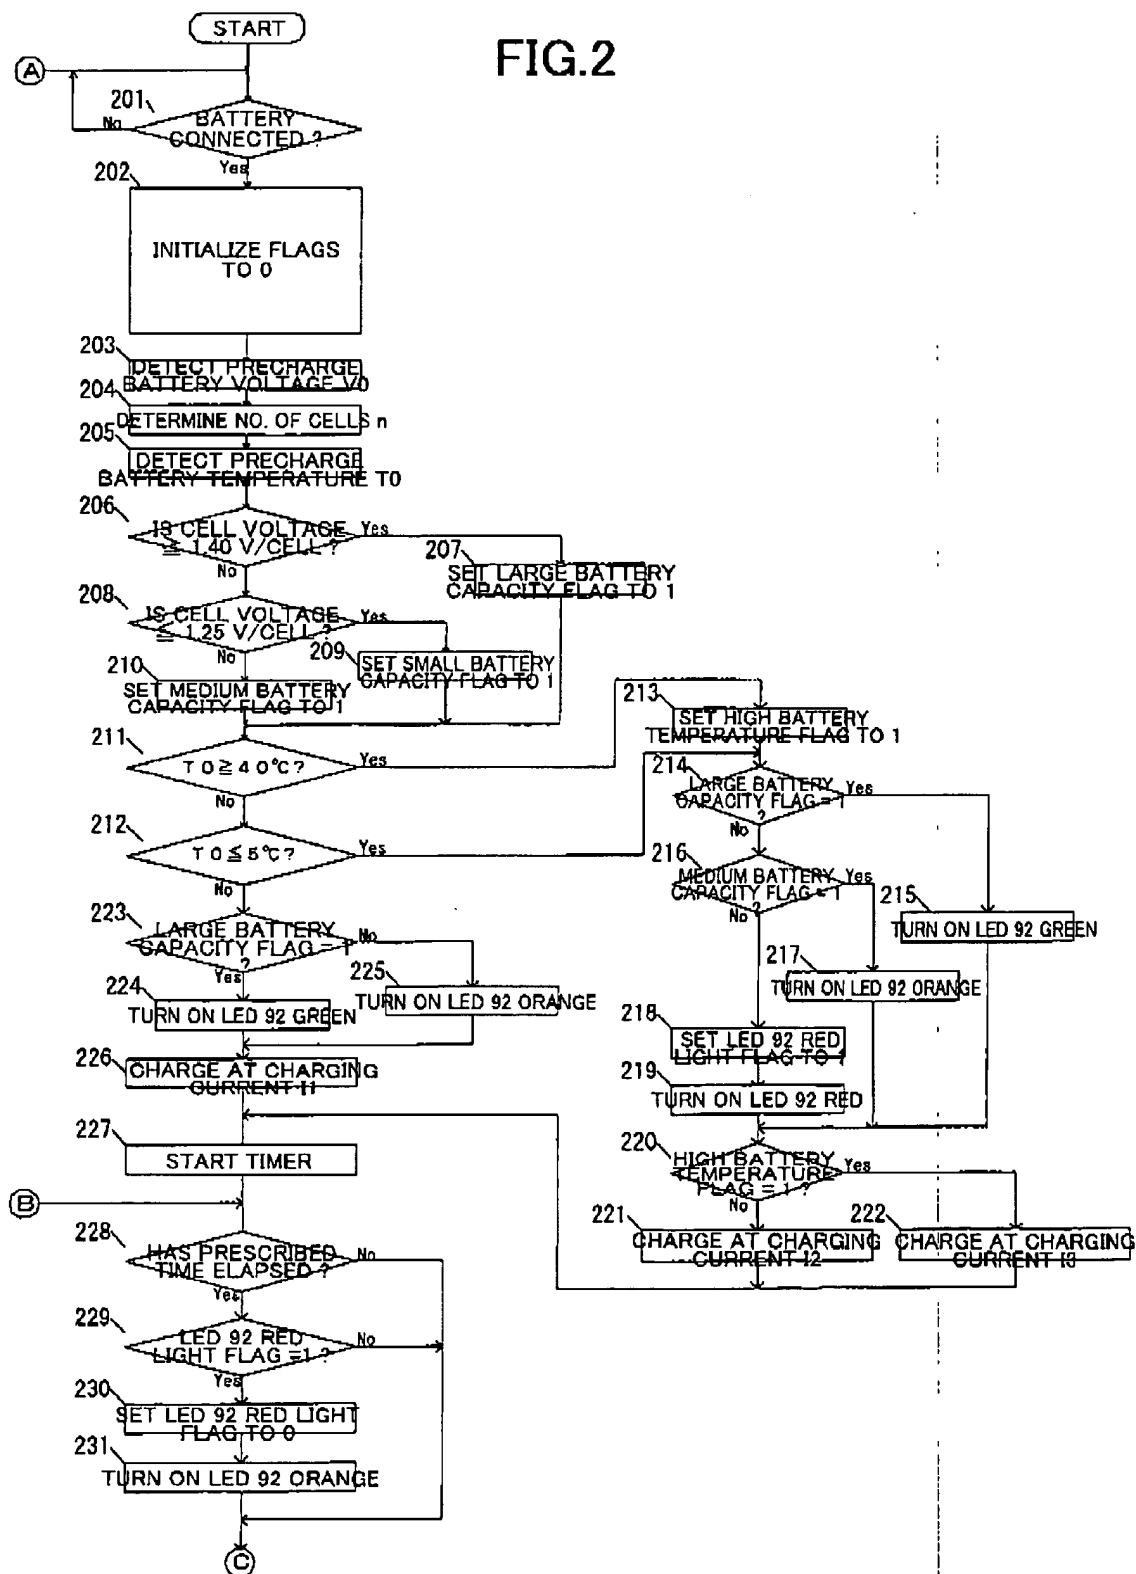 START
FIG.2
A
201
BATTERY
CONNECTED ?
No
Yes
202
INITIALIZE FLAGS
TO 0
203
DETECT PRECHARGE
BATTERY VOLTAGE V0
204
DETERMINE NO. OF CELLS n
205
DETECT PRECHARGE
BATTERY TEMPERATURE T0
206
IS CELL VOLTAGE
≦ 1.40 V/CELL ?
Yes
No
207
SET LARGE BATTERY
CAPACITY FLAG TO 1
208
IS CELL VOLTAGE
≦ 1.25 V/CELL ?
Yes
No
209
SET SMALL BATTERY
CAPACITY FLAG TO 1
210
SET MEDIUM BATTERY
CAPACITY FLAG TO 1
211
T0≧40℃?
Yes
No
212
T0≦5℃?
Yes
No
213
SET HIGH BATTERY
TEMPERATURE FLAG TO 1
214
LARGE BATTERY
CAPACITY FLAG = 1
?
Yes
No
216
MEDIUM BATTERY
CAPACITY FLAG = 1
?
Yes
No
215
TURN ON LED 92 GREEN
217
TURN ON LED 92 ORANGE
218
SET LED 92 RED
LIGHT FLAG TO 1
219
TURN ON LED 92 RED
220
HIGH BATTERY
TEMPERATURE
FLAG = 1 ?
Yes
No
221
CHARGE AT CHARGING
CURRENT I2
222
CHARGE AT CHARGING
CURRENT I3
223
LARGE BATTERY
CAPACITY FLAG = 1
?
No
Yes
224
TURN ON LED 92 GREEN
225
TURN ON LED 92 ORANGE
226
CHARGE AT CHARGING
CURRENT I1
227
START TIMER
B
228
HAS PRESCRIBED
TIME ELAPSED ?
No
Yes
229
LED 92 RED
LIGHT FLAG =1 ?
No
Yes
230
SET LED 92 RED LIGHT
FLAG TO 0
231
TURN ON LED 92 ORANGE
C